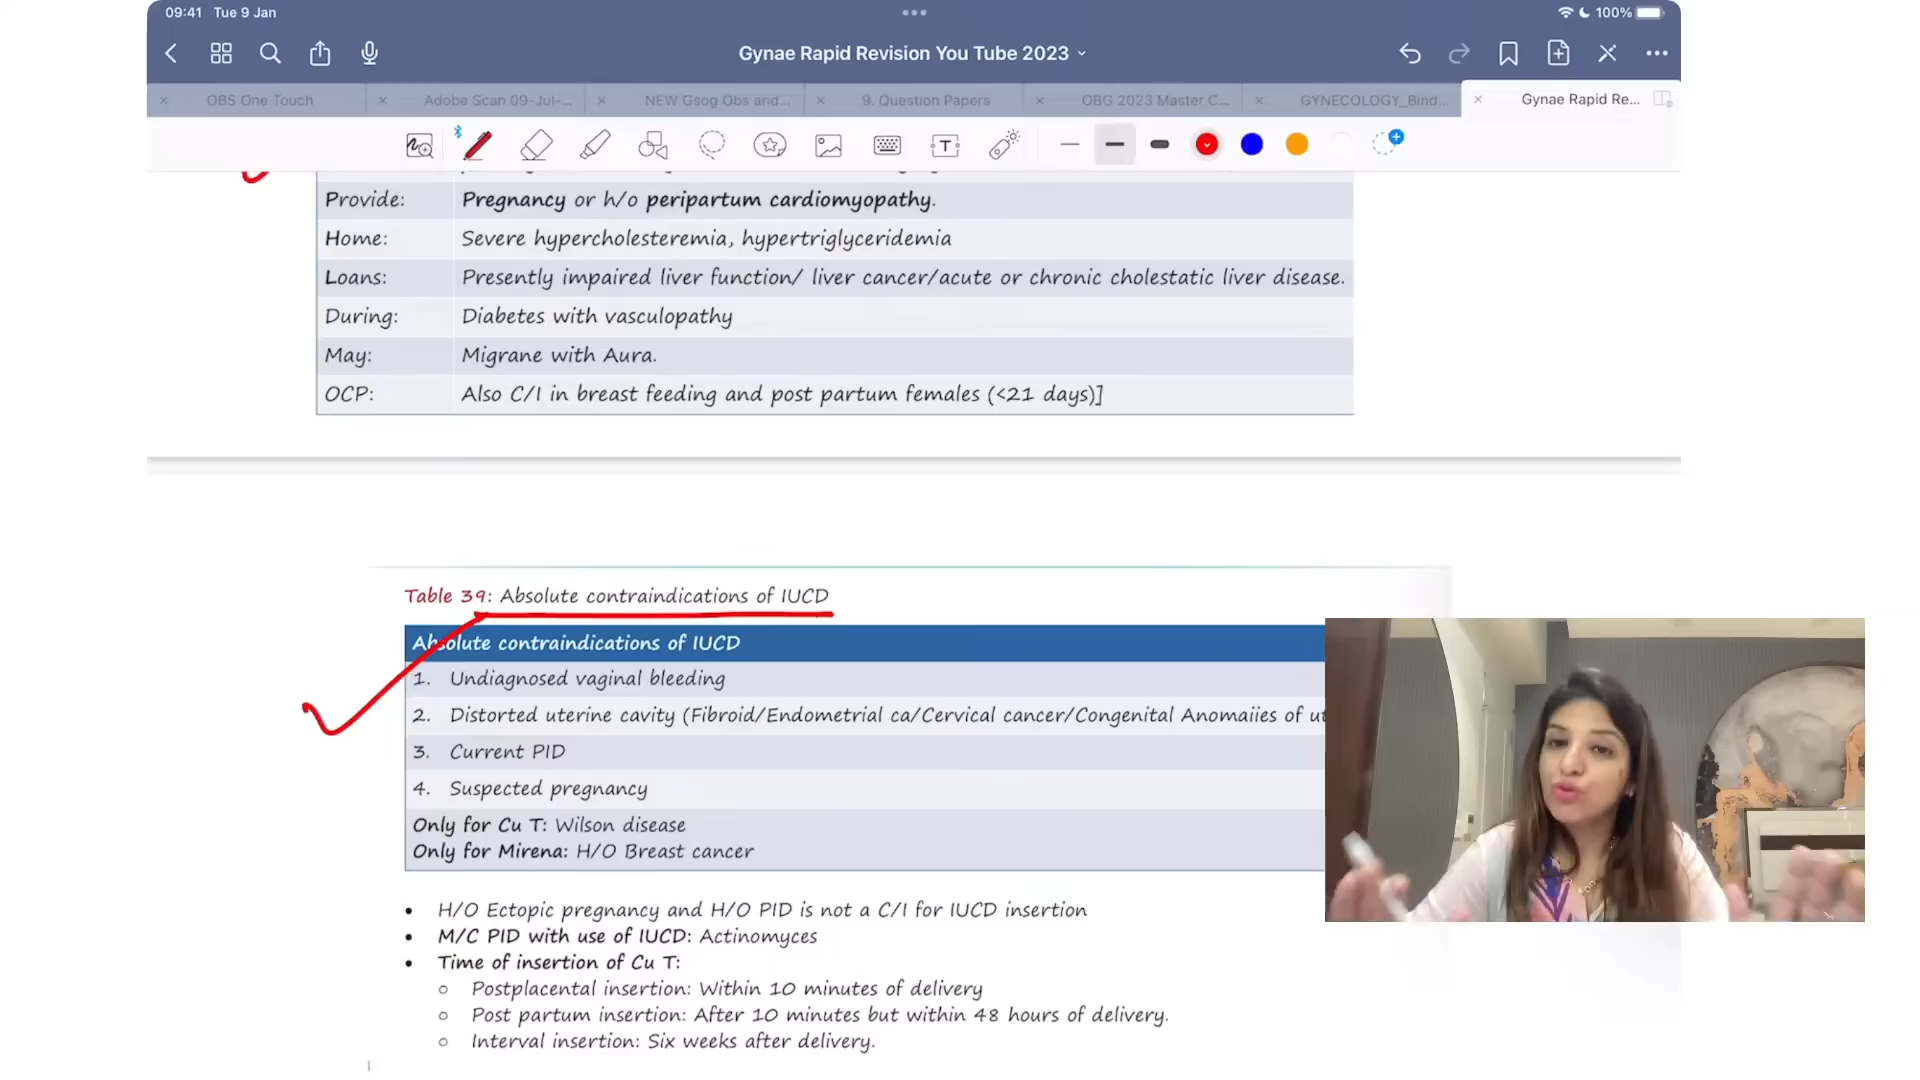 09:41 Tue 9 Jan
100%
Gynae Rapid Revision You Tube 2023
OBS One Touch
Adobe Scan 09-Jul-...
NEW Gsog Obs and...
9. Question Papers
OBG 2023 Master C...
GYNECOLOGY_Bind...
Gynae Rapid Re...
Provide: Pregnancy or h/o peripartum cardiomyopathy.
Home: Severe hypercholesteremia, hypertriglyceridemia
Loans: Presently impaired liver function/ liver cancer/acute or chronic cholestatic liver disease.
During: Diabetes with vasculopathy
May: Migrane with Aura.
OCP: Also C/I in breast feeding and post partum females (<21 days)]
Table 39: Absolute contraindications of IUCD
Absolute contraindications of IUCD
1. Undiagnosed vaginal bleeding
2. Distorted uterine cavity (Fibroid/Endometrial ca/Cervical cancer/Congenital Anomaiies of ut
3. Current PID
4. Suspected pregnancy
Only for Cu T: Wilson disease
Only for Mirena: H/O Breast cancer
• H/O Ectopic pregnancy and H/O PID is not a C/I for IUCD insertion
• M/C PID with use of IUCD: Actinomyces
• Time of insertion of Cu T:
o Postplacental insertion: Within 10 minutes of delivery
o Post partum insertion: After 10 minutes but within 48 hours of delivery.
o Interval insertion: Six weeks after delivery.